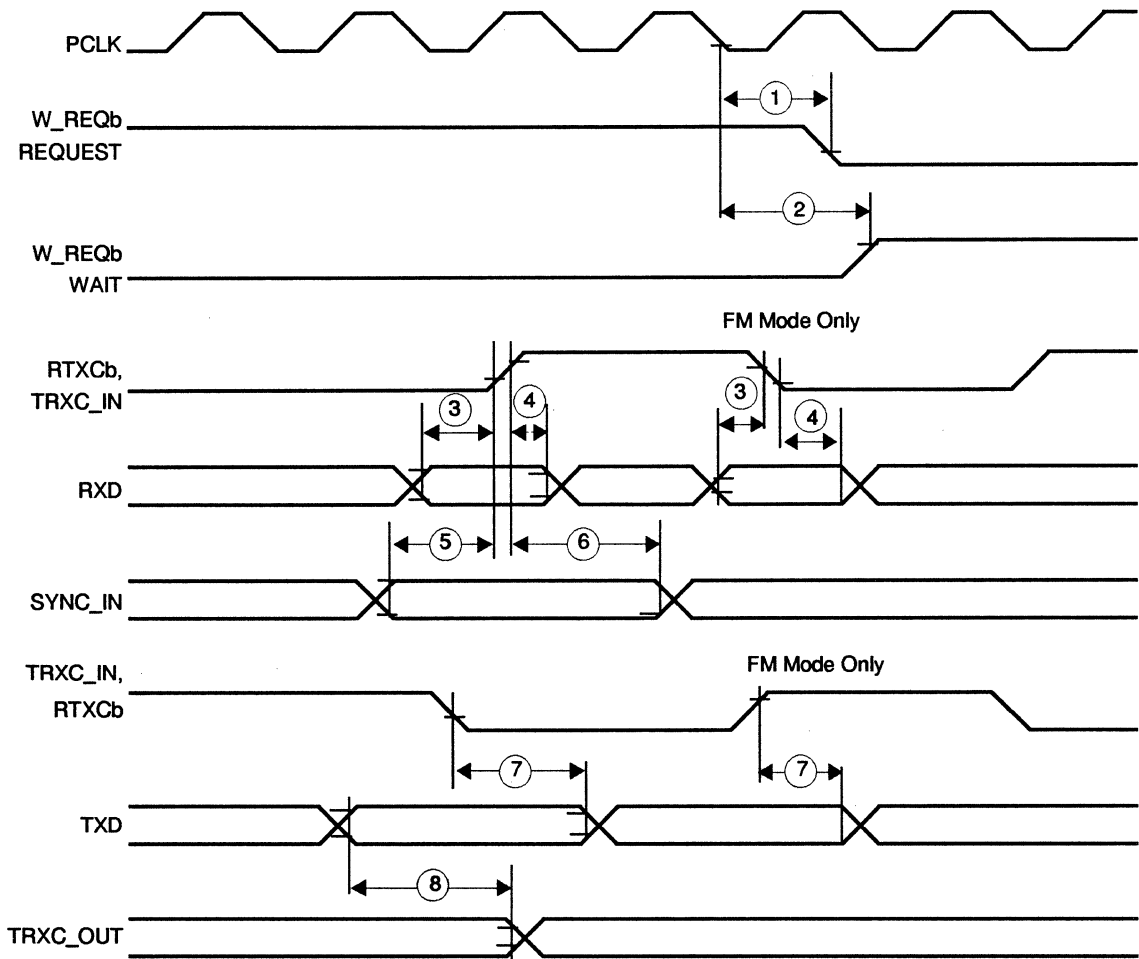 PCLK
1
W_REQb
REQUEST
2
W_REQb
WAIT
FM Mode Only
RTXCb,
TRXC_IN
3
4
3
4
RXD
5
6
SYNC_IN
TRXC_IN,
RTXCb
FM Mode Only
7
7
TXD
8
TRXC_OUT